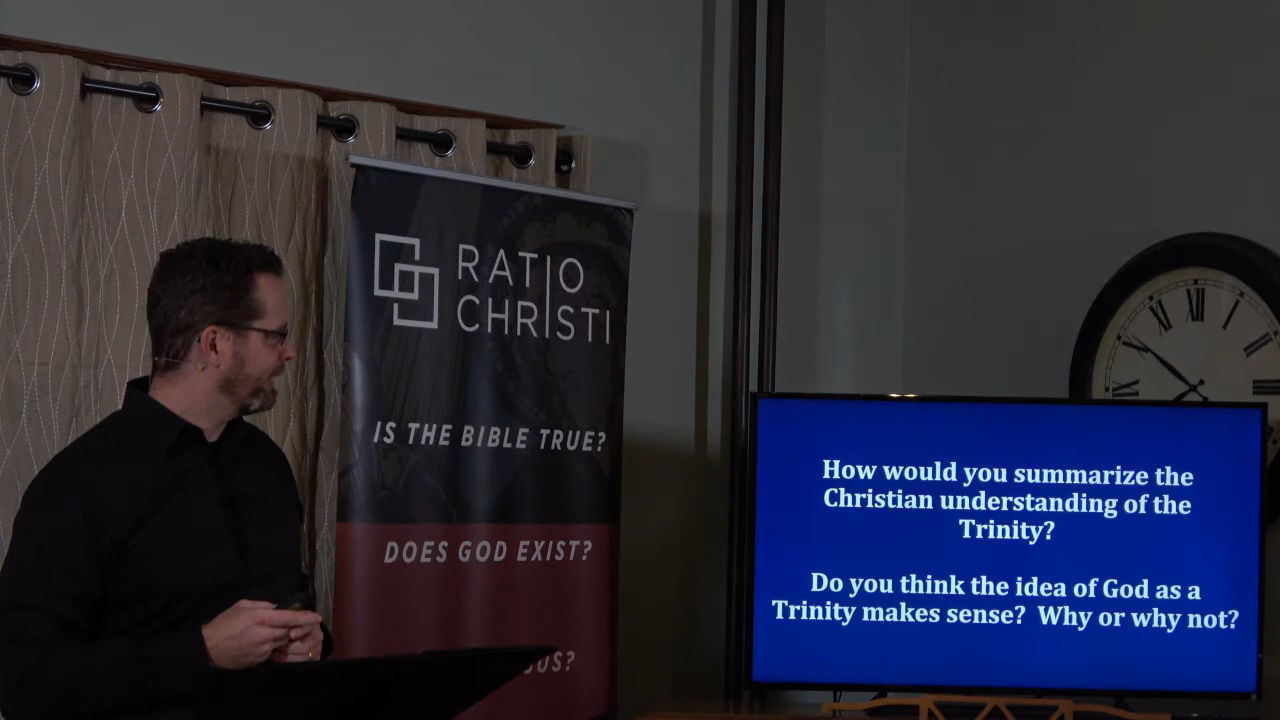 RATIO
CHRISTI
IS THE BIBLE TRUE?
DOES GOD EXIST?
How would you summarize the
Christian understanding of the
Trinity?
Do you think the idea of God as a
Trinity makes sense?  Why or why not?